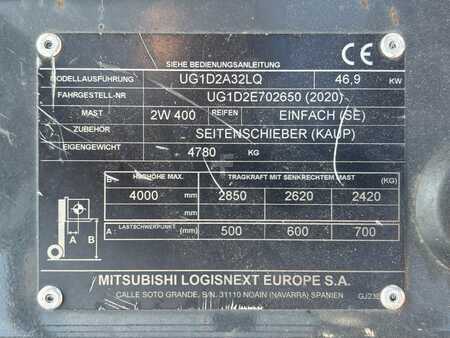 SIEHE BEDIENUNGSANLEITUNG CE
MODELLAUSFÜHRUNG UG1D2A32LQ 46,9 KW
FAHRGESTELL-NR UG1D2E702650 (2020)
MAST 2W 400 REIFEN EINFACH (SE)
ZUBEHÖR SEITENSCHIEBER (KAUP)
EIGENGEWICHT 4780 KG
B: HUBHÖHE MAX. TRAGKRAFT MIT SENKRECHTEM MAST (KG)
4000 mm 2850 2620 2420
A: LASTSCHWERPUNKT (mm) 500 600 700
A B
MITSUBISHI LOGISNEXT EUROPE S.A.
CALLE SOTO GRANDE, S/N. 31110 NOAIN (NAVARRA) SPANIEN